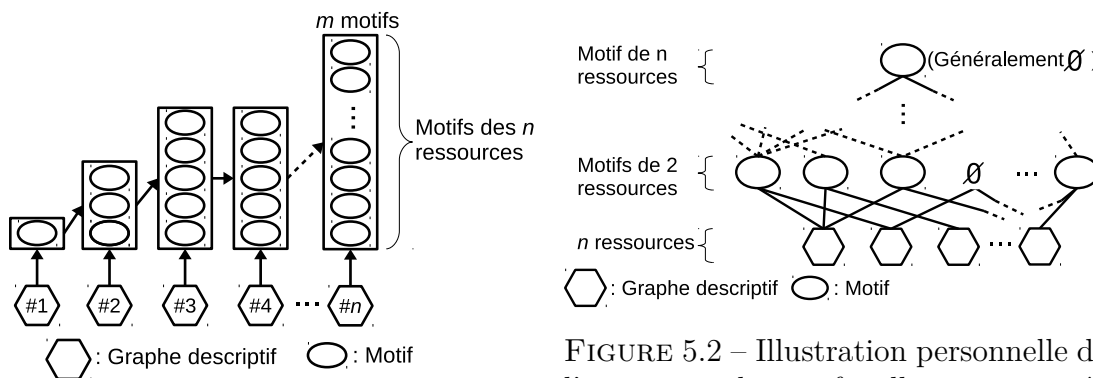 m motifs
Motifs des n
ressources
#1 #2 #3 #4 #n
: Graphe descriptif : Motif
Motif de n
ressources
(Généralement Ø )
Motifs de 2
ressources
Ø
n ressources
: Graphe descriptif : Motif
FIGURE 5.2 – Illustration personnelle d